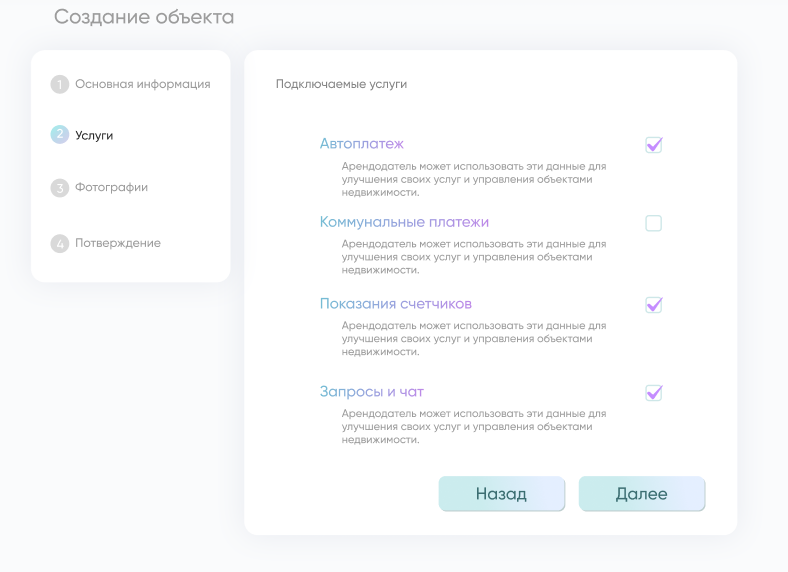 Создание объекта
1 Основная информация
2 Услуги
3 Фотографии
4 Потверждение
Подключаемые услуги
Автоплатеж
Арендодатель может использовать эти данные для
улучшения своих услуг и управления объектами
недвижимости.
Коммунальные платежи
Арендодатель может использовать эти данные для
улучшения своих услуг и управления объектами
недвижимости.
Показания счетчиков
Арендодатель может использовать эти данные для
улучшения своих услуг и управления объектами
недвижимости.
Запросы и чат
Арендодатель может использовать эти данные для
улучшения своих услуг и управления объектами
недвижимости.
Назад
Далее